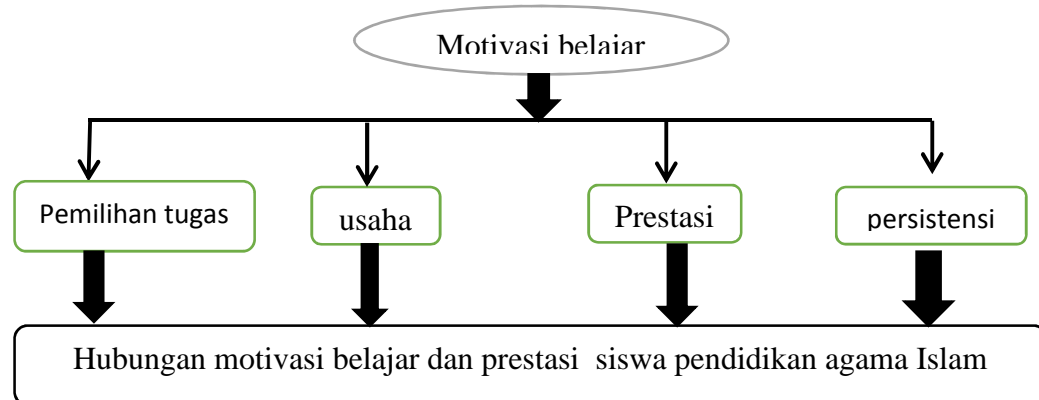 Motivasi belajar
Pemilihan tugas
usaha
Prestasi
persistensi
Hubungan motivasi belajar dan prestasi siswa pendidikan agama Islam